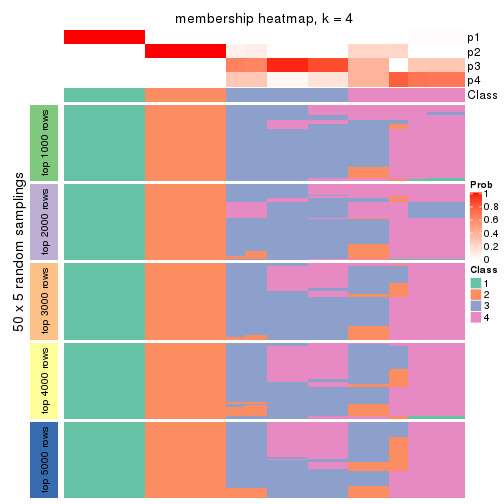 membership heatmap, k = 4
p1
p2
p3
p4
Class
50 x 5 random samplings
top 1000 rows
top 2000 rows
top 3000 rows
top 4000 rows
top 5000 rows
Prob
1
0.8
0.6
0.4
0.2
0
Class
1
2
3
4